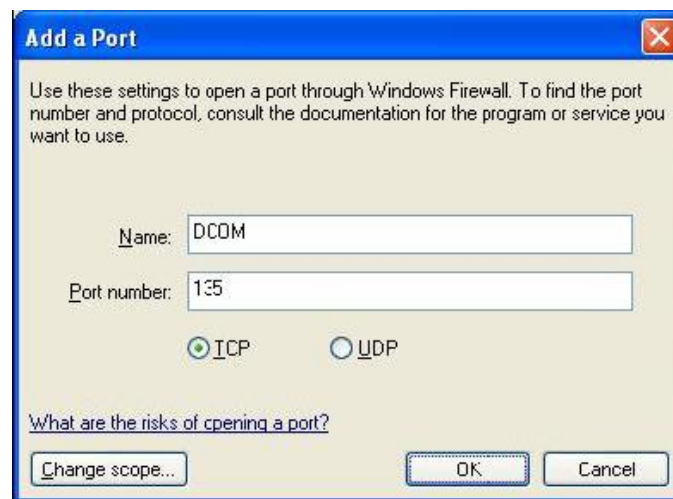 Add a Port
Use these settings to open a port through Windows Firewall. To find the port
number and protocol, consult the documentation for the program or service you
want to use.
Name: DCOM
Port number: 135
TCP UDP
What are the risks of opening a port?
Change scope... OK Cancel